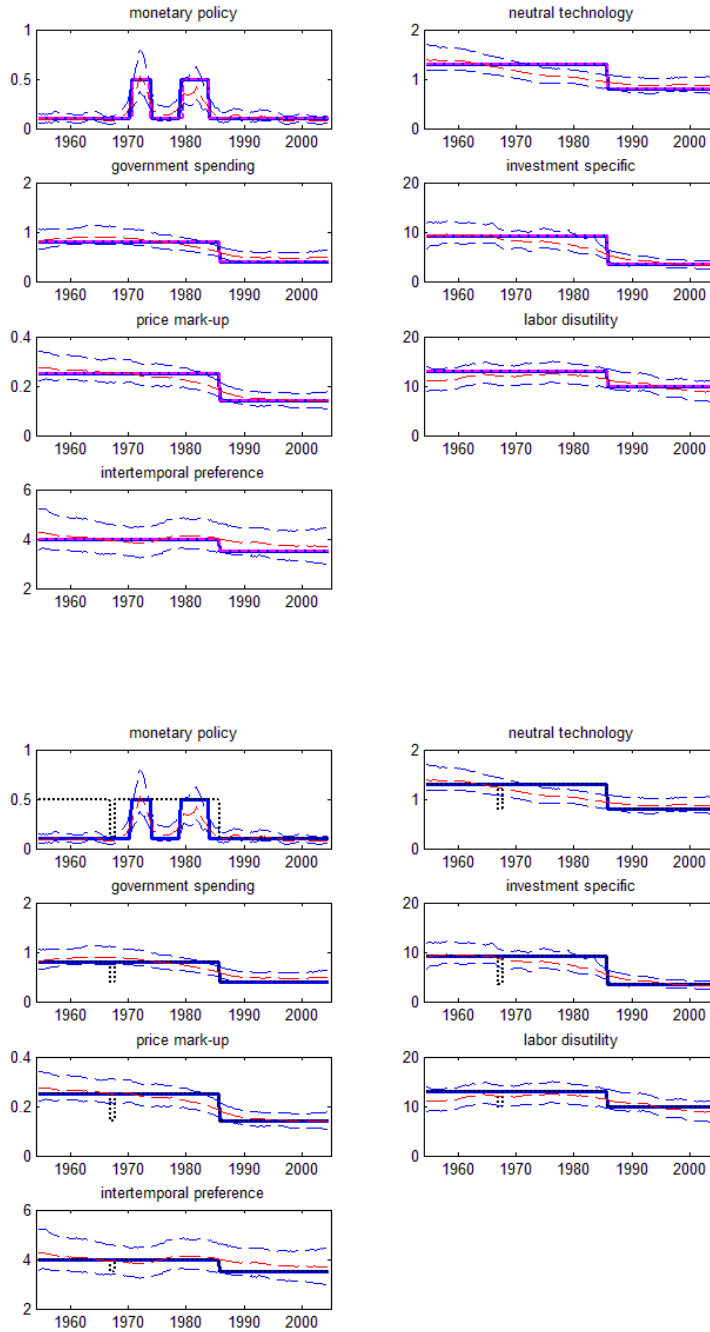 monetary policy
neutral technology
1
0.5
0
1960 1970 1980 1990 2000
2
1
0
1960 1970 1980 1990 2000
government spending
investment specific
2
1
0
1960 1970 1980 1990 2000
20
10
0
1960 1970 1980 1990 2000
price mark-up
labor disutility
0.4
0.2
0
1960 1970 1980 1990 2000
20
10
0
1960 1970 1980 1990 2000
intertemporal preference
6
4
2
1960 1970 1980 1990 2000
monetary policy
neutral technology
1
0.5
0
1960 1970 1980 1990 2000
2
1
0
1960 1970 1980 1990 2000
government spending
investment specific
2
1
0
1960 1970 1980 1990 2000
20
10
0
1960 1970 1980 1990 2000
price mark-up
labor disutility
0.4
0.2
0
1960 1970 1980 1990 2000
20
10
0
1960 1970 1980 1990 2000
intertemporal preference
6
4
2
1960 1970 1980 1990 2000